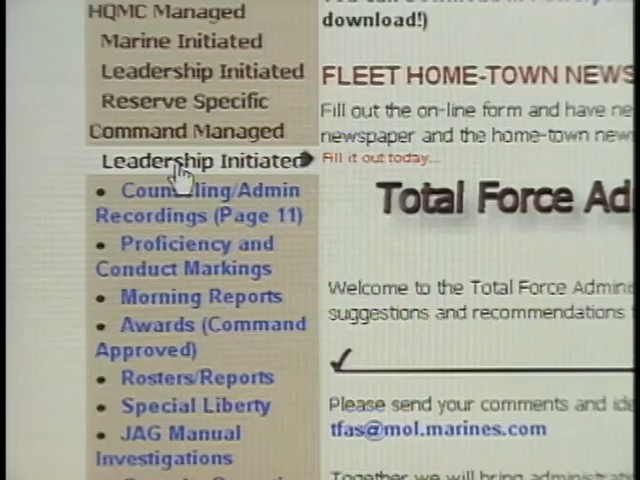 HQMC Managed
Marine Initiated
Leadership Initiated
Reserve Specific
Command Managed
Leadership Initiated
• Counseling/Admin
Recordings (Page 11)
• Proficiency and
Conduct Markings
• Morning Reports
• Awards (Command
Approved)
• Rosters/Reports
• Special Liberty
• JAG Manual
Investigations
download!)
FLEET HOME-TOWN NEWS
Fill out the on-line form and have
newspaper and the home-town
Fill it out today...
Total Force
Welcome to the Total Force
suggestions and recommendations
Please send your comments and
tfas@mol.marines.com
Together we will bring